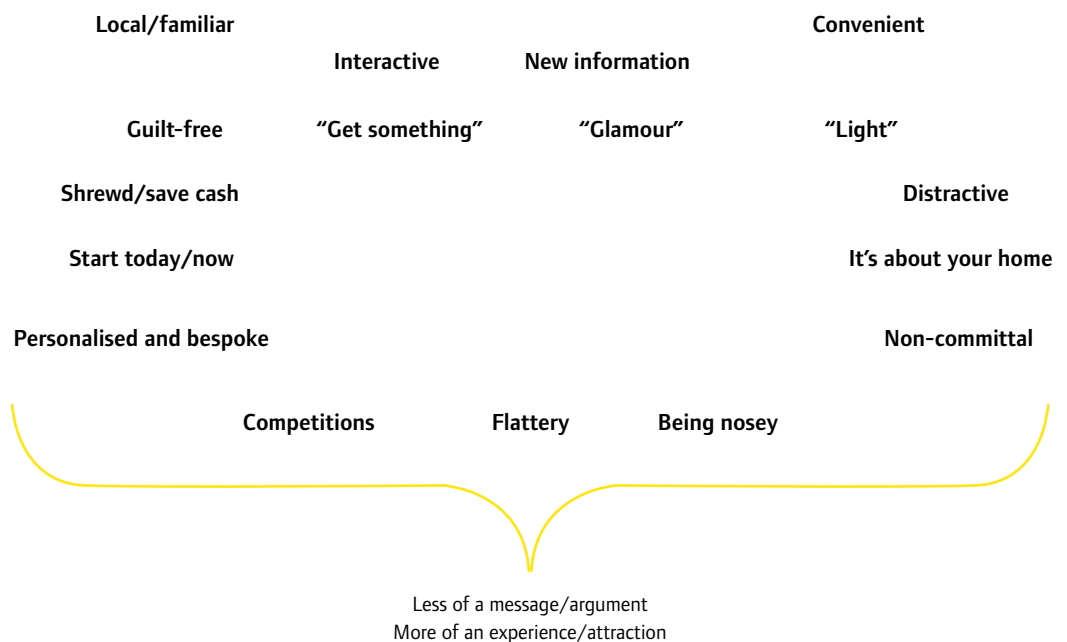 Local/familiar
Convenient
Interactive
New information
Guilt-free
“Get something”
“Glamour”
“Light”
Shrewd/save cash
Distractive
Start today/now
It’s about your home
Personalised and bespoke
Non-committal
Competitions
Flattery
Being nosey
Less of a message/argument
More of an experience/attraction